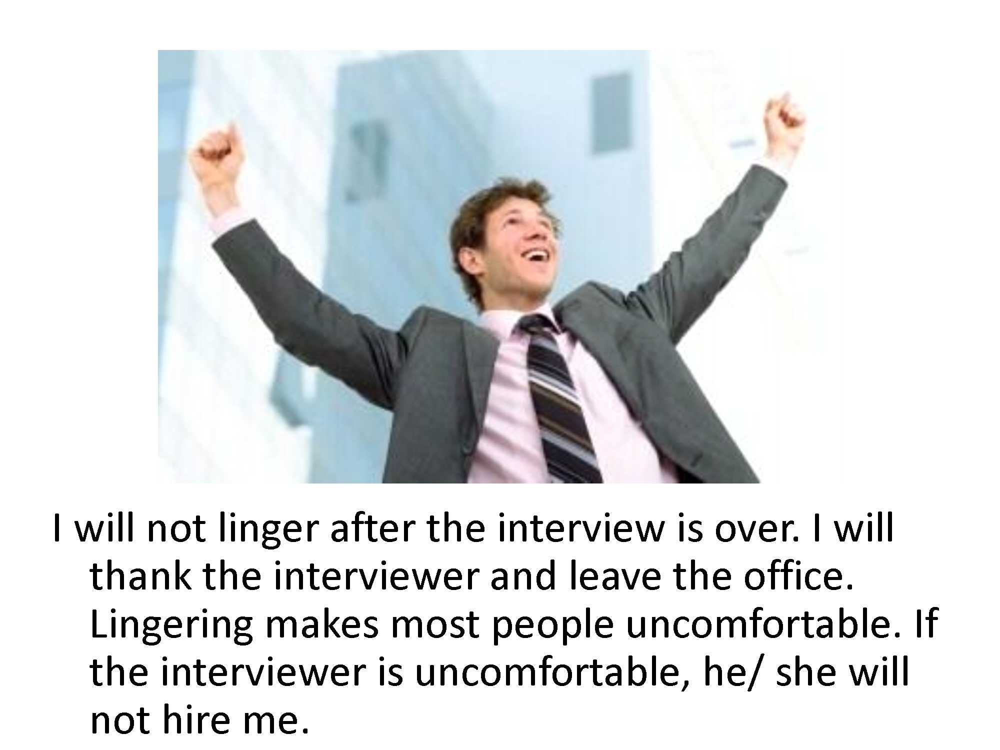 I will not linger after the interview is over. I will
thank the interviewer and leave the office.
Lingering makes most people uncomfortable. If
the interviewer is uncomfortable, he/ she will
not hire me.